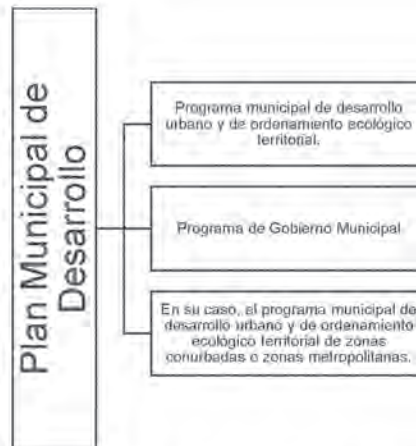 Plan Municipal de
Desarrollo
Programa municipal de desarrollo
urbano y de ordenamiento ecológico
territorial.
Programa de Gobierno Municipal
En su caso, el programa municipal de
desarrollo urbano y de ordenamiento
ecológico territorial de zonas
conurbadas o zonas metropolitanas.